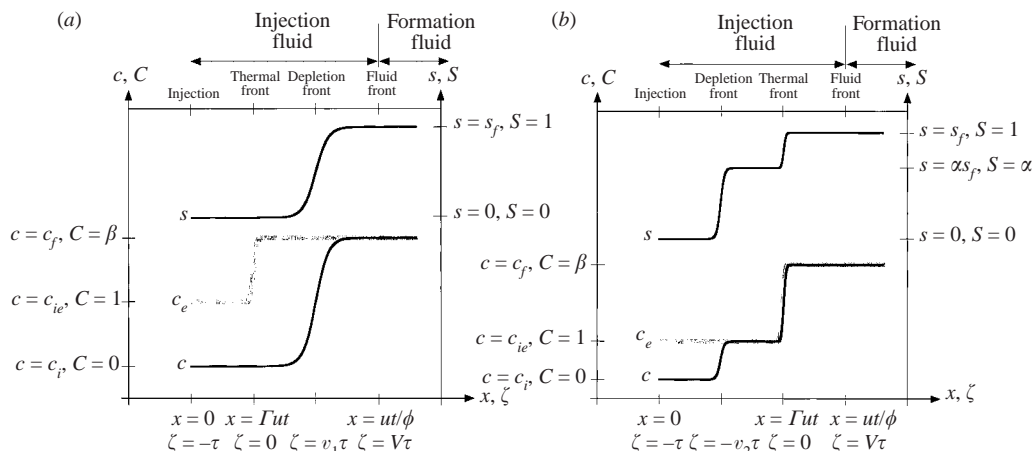 (a)
Injection
fluid
Formation
fluid
c, C
s, S
Injection
Thermal
front
Depletion
front
Fluid
front
s = s_f, S = 1
s
s = 0, S = 0
c = c_f, C = β
c = c_ie, C = 1
c_e
c = c_i, C = 0
c
x, ζ
x = 0
x = Γut
x = ut/ϕ
ζ = −τ
ζ = 0
ζ = v_1τ
ζ = Vτ
(b)
Injection
fluid
Formation
fluid
c, C
s, S
Injection
Depletion
front
Thermal
front
Fluid
front
s = s_f, S = 1
s = αs_f, S = α
s
s = 0, S = 0
c = c_f, C = β
c = c_ie, C = 1
c_e
c = c_i, C = 0
c
x, ζ
x = 0
x = Γut
x = ut/ϕ
ζ = −τ
ζ = −v_2τ
ζ = 0
ζ = Vτ